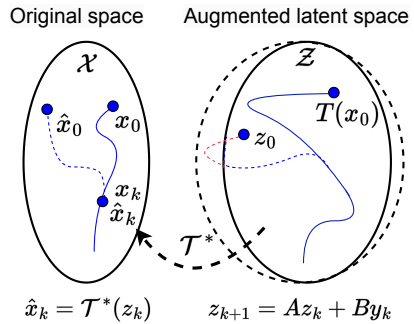 Original space
Augmented latent space
𝒳
𝒵
x̂₀
x₀
T(x₀)
z₀
xₖ
x̂ₖ
𝒯*
x̂ₖ = 𝒯*(zₖ)
zₖ₊₁ = Azₖ + Byₖ